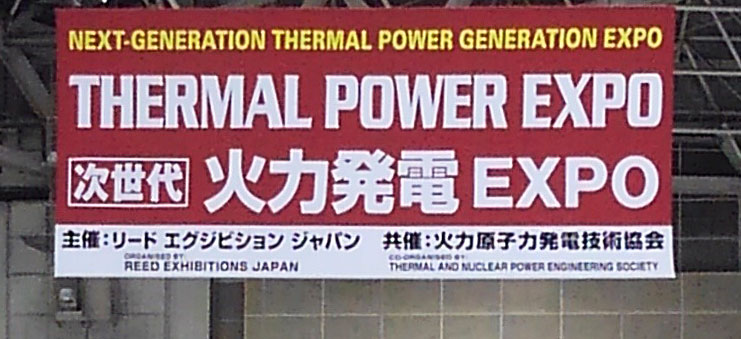 NEXT-GENERATION THERMAL POWER GENERATION EXPO
THERMAL POWER EXPO
次世代 火力発電 EXPO
主催：リード エグジビション ジャパン 共催：火力原子力発電技術協会
ORGANISED BY: CO-ORGANISED BY:
REED EXHIBITIONS JAPAN THERMAL AND NUCLEAR POWER ENGINEERING SOCIETY